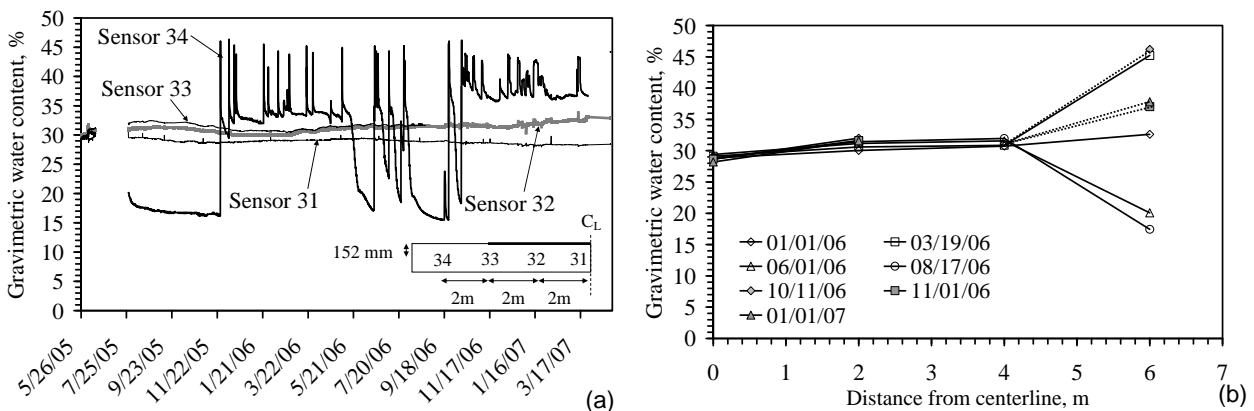 Gravimetric water content, %
50
45
40
35
30
25
20
15
10
5
0
Sensor 34
Sensor 33
Sensor 31
Sensor 32
CL
152 mm
34 33 32 31
2m 2m 2m
5/26/05 7/25/05 9/23/05 11/22/05 1/21/06 3/22/06 5/21/06 7/20/06 9/18/06 11/17/06 1/16/07 3/17/07
(a)
Gravimetric water content, %
50
45
40
35
30
25
20
15
10
5
0
01/01/06 03/19/06
06/01/06 08/17/06
10/11/06 11/01/06
01/01/07
0 1 2 3 4 5 6 7
Distance from centerline, m
(b)